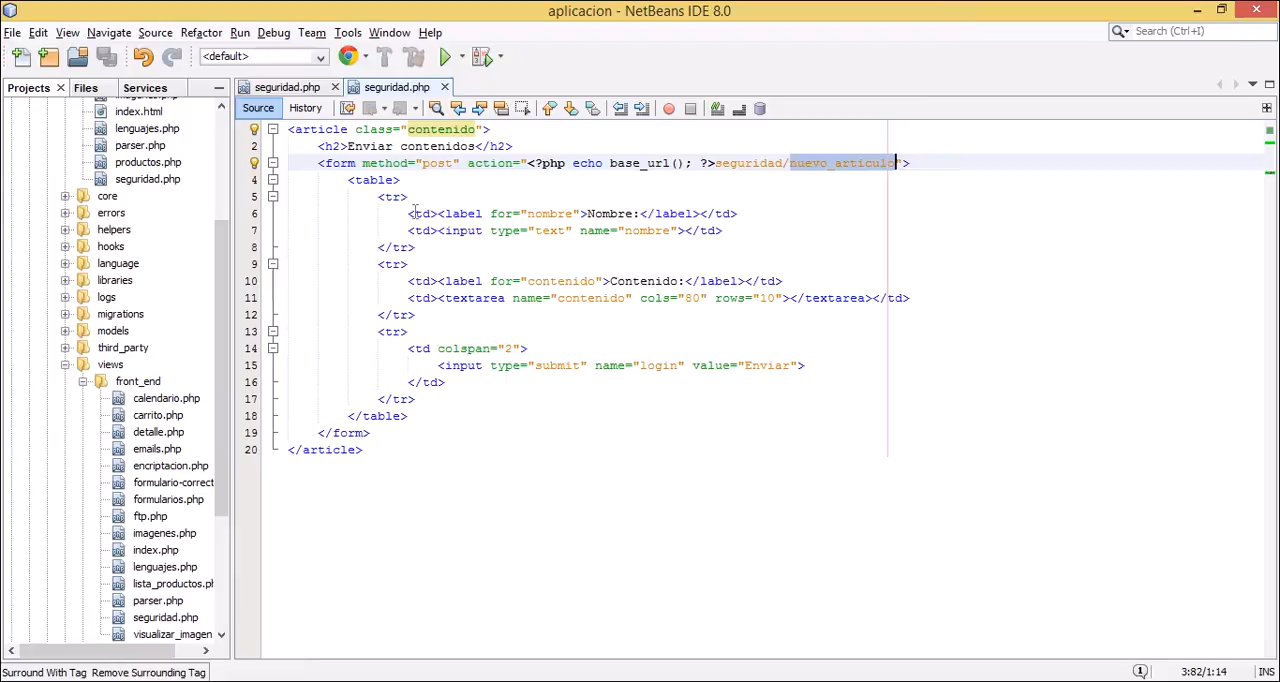 aplicacion - NetBeans IDE 8.0
File Edit View Navigate Source Refactor Run Debug Team Tools Window Help
Search (Ctrl+I)
<default>
Projects Files Services
seguridad.php seguridad.php
Source History
index.html
lenguajes.php
parser.php
productos.php
seguridad.php
core
errors
helpers
hooks
language
libraries
logs
migrations
models
third_party
views
front_end
calendario.php
carrito.php
detalle.php
emails.php
encriptacion.php
formulario-correct
formularios.php
ftp.php
imagenes.php
index.php
lenguajes.php
lista_productos.ph
parser.php
seguridad.php
visualizar_imagen
1 <article class="contenido">
2 <h2>Enviar contenidos</h2>
3 <form method="post" action="<?php echo base_url(); ?>seguridad/nuevo_articulo">
4 <table>
5 <tr>
6 <td><label for="nombre">Nombre:</label></td>
7 <td><input type="text" name="nombre"></td>
8 </tr>
9 <tr>
10 <td><label for="contenido">Contenido:</label></td>
11 <td><textarea name="contenido" cols="80" rows="10"></textarea></td>
12 </tr>
13 <tr>
14 <td colspan="2">
15 <input type="submit" name="login" value="Enviar">
16 </td>
17 </tr>
18 </table>
19 </form>
20 </article>
Surround With Tag Remove Surrounding Tag
3:82/1:14 INS